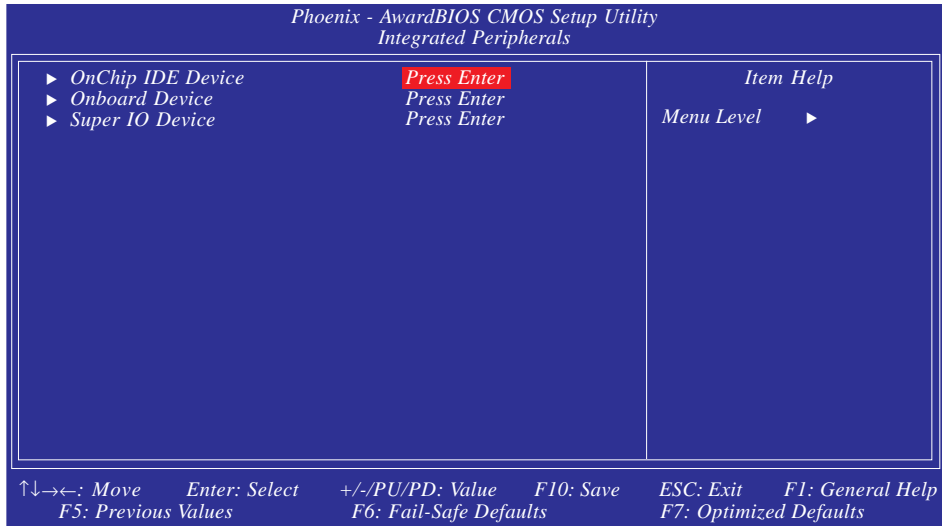 Phoenix - AwardBIOS CMOS Setup Utility
Integrated Peripherals
▶ OnChip IDE Device Press Enter
▶ Onboard Device Press Enter
▶ Super IO Device Press Enter
Item Help
Menu Level ▶
↑↓→←: Move Enter: Select +/-/PU/PD: Value F10: Save ESC: Exit F1: General Help
F5: Previous Values F6: Fail-Safe Defaults F7: Optimized Defaults